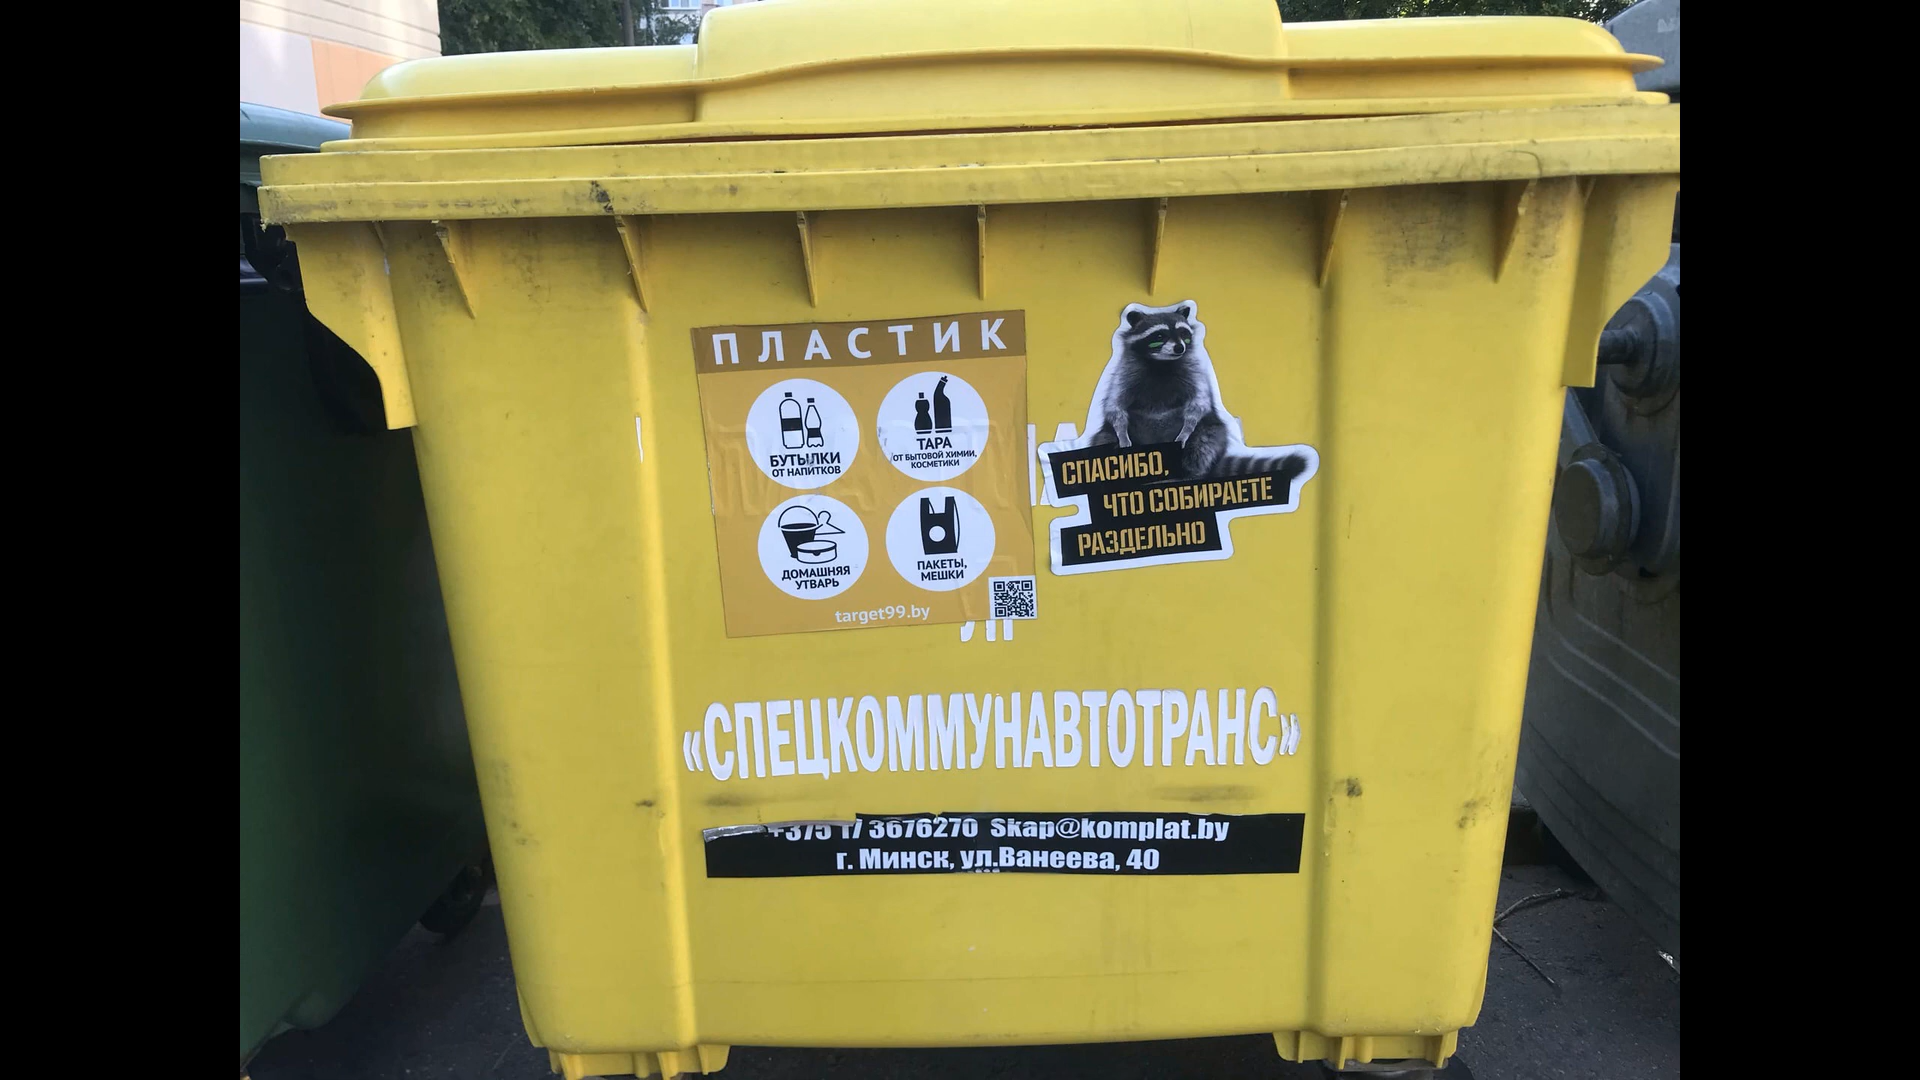 ПЛАСТИК
БУТЫЛКИ
ОТ НАПИТКОВ
ТАРА
ОТ БЫТОВОЙ ХИМИИ,
КОСМЕТИКИ
ДОМАШНЯЯ
УТВАРЬ
ПАКЕТЫ,
МЕШКИ
target99.by
СПАСИБО,
ЧТО СОБИРАЕТЕ
РАЗДЕЛЬНО
УП
«СПЕЦКОММУНАВТОТРАНС»
+375 17 3676270 Skap@komplat.by
г. Минск, ул.Ванеева, 40